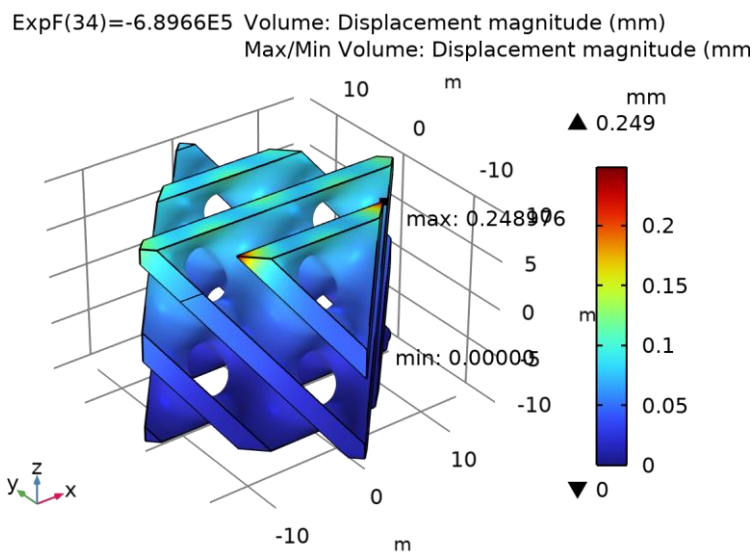 ExpF(34)=-6.8966E5 Volume: Displacement magnitude (mm)
Max/Min Volume: Displacement magnitude (mm
10
m
0
-10
10
5
0
m
-5
-10
max: 0.248976
min: 0.00000
10
0
-10
m
mm
▲ 0.249
0.2
0.15
0.1
0.05
0
▼ 0
z
y
x